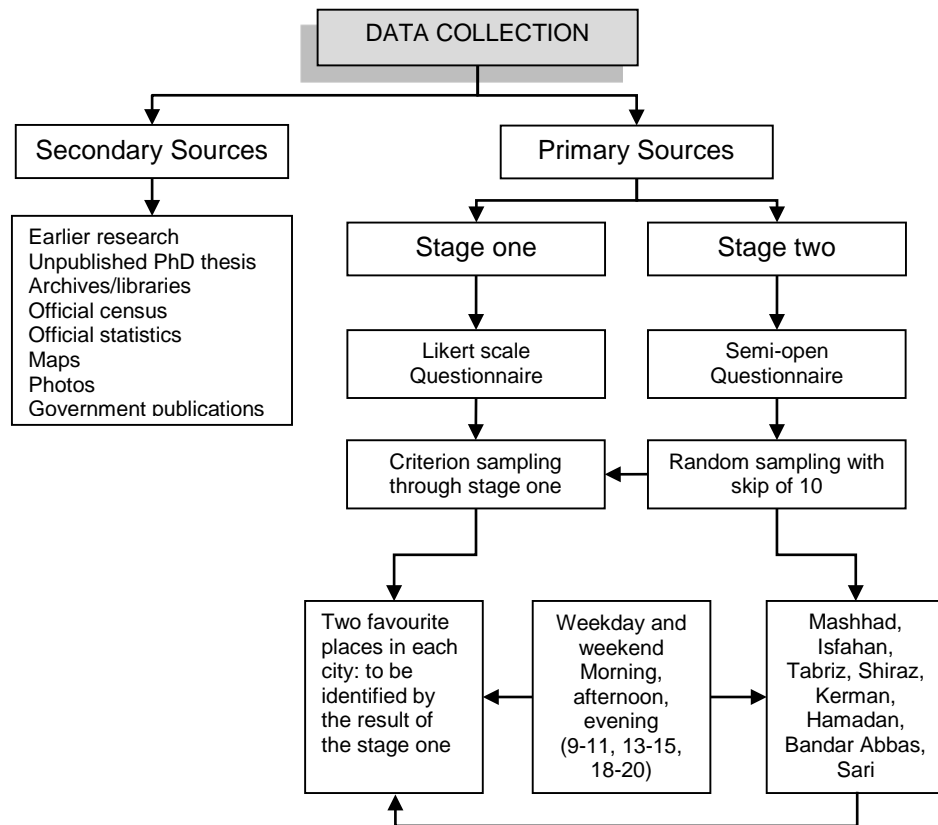 DATA COLLECTION
Secondary Sources
Primary Sources
Earlier research
Unpublished PhD thesis
Archives/libraries
Official census
Official statistics
Maps
Photos
Government publications
Stage one
Stage two
Likert scale
Questionnaire
Semi-open
Questionnaire
Criterion sampling
through stage one
Random sampling with
skip of 10
Two favourite
places in each
city: to be
identified by
the result of
the stage one
Weekday and
weekend
Morning,
afternoon,
evening
(9-11, 13-15,
18-20)
Mashhad,
Isfahan,
Tabriz, Shiraz,
Kerman,
Hamadan,
Bandar Abbas,
Sari